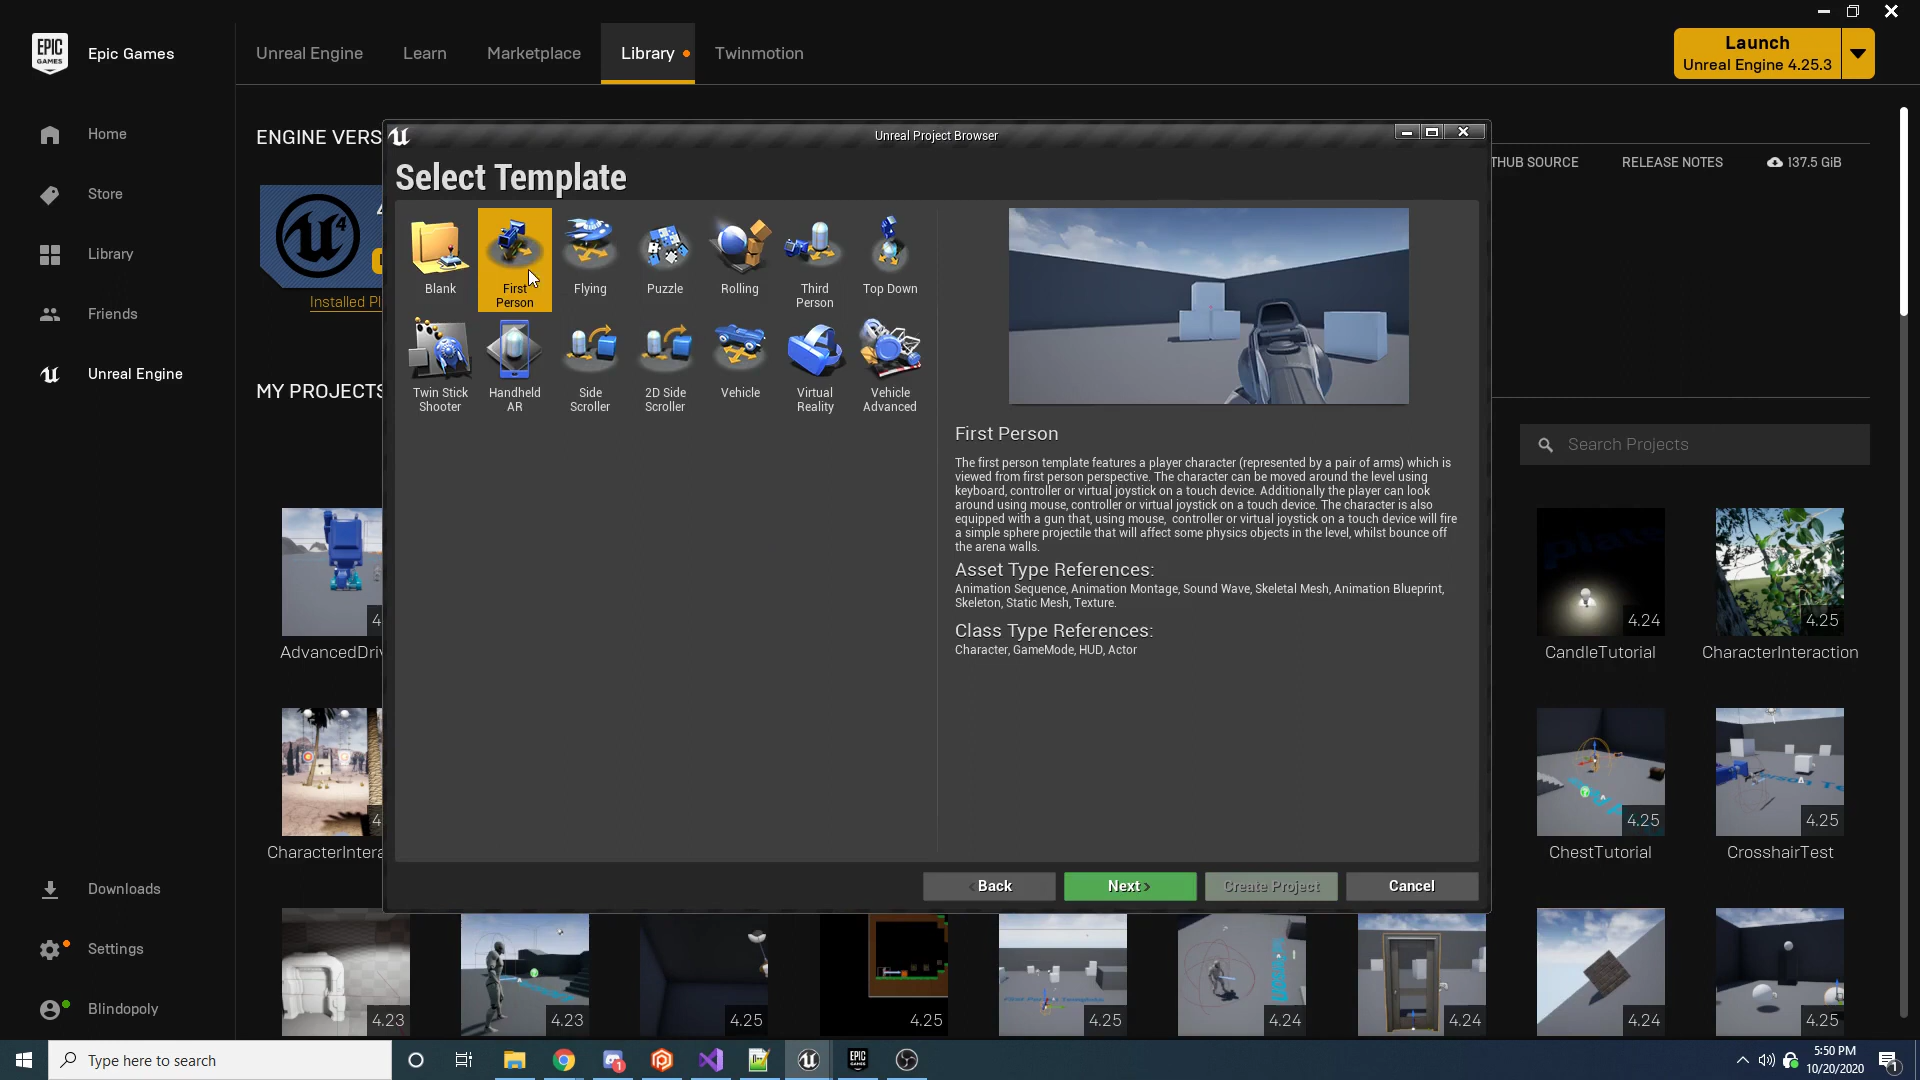 EPIC
GAMES
Epic Games
Unreal Engine
Learn
Marketplace
Library
Twinmotion
Launch
Unreal Engine 4.25.3
Home
Store
Library
Friends
Unreal Engine
Downloads
Settings
Blindopoly
ENGINE VERS
THUB SOURCE
RELEASE NOTES
137.5 GiB
4
Installed Pl
MY PROJECTS
Search Projects
Unreal Project Browser
Select Template
Blank
First
Person
Flying
Puzzle
Rolling
Third
Person
Top Down
Twin Stick
Shooter
Handheld
AR
Side
Scroller
2D Side
Scroller
Vehicle
Virtual
Reality
Vehicle
Advanced
First Person
The first person template features a player character (represented by a pair of arms) which is
viewed from first person perspective. The character can be moved around the level using
keyboard, controller or virtual joystick on a touch device. Additionally the player can look
around using mouse, controller or virtual joystick on a touch device. The character is also
equipped with a gun that, using mouse, controller or virtual joystick on a touch device will fire
a simple sphere projectile that will affect some physics objects in the level, whilst bounce off
the arena walls.
Asset Type References:
Animation Sequence, Animation Montage, Sound Wave, Skeletal Mesh, Animation Blueprint,
Skeleton, Static Mesh, Texture.
Class Type References:
Character, GameMode, HUD, Actor
Back
Next
Create Project
Cancel
4
AdvancedDriv
4.24
CandleTutorial
4.25
CharacterInteraction
4
CharacterIntera
4.25
ChestTutorial
4.25
CrosshairTest
4.23
4.23
4.25
4.25
4.25
4.24
4.24
4.24
4.25
Type here to search
1
EPIC
GAMES
5:50 PM
10/20/2020
1